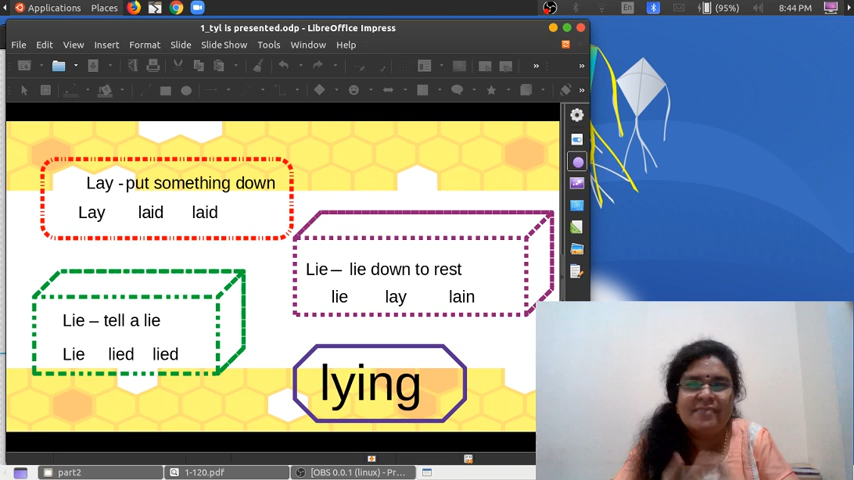 Applications Places En (95%) 8:44 PM
1_tyl is presented.odp - LibreOffice Impress
File Edit View Insert Format Slide Slide Show Tools Window Help
Lay -put something down
Lay laid laid
Lie – lie down to rest
lie lay lain
Lie – tell a lie
Lie lied lied
lying
part2 1-120.pdf [OBS 0.0.1 (linux) - Pr...